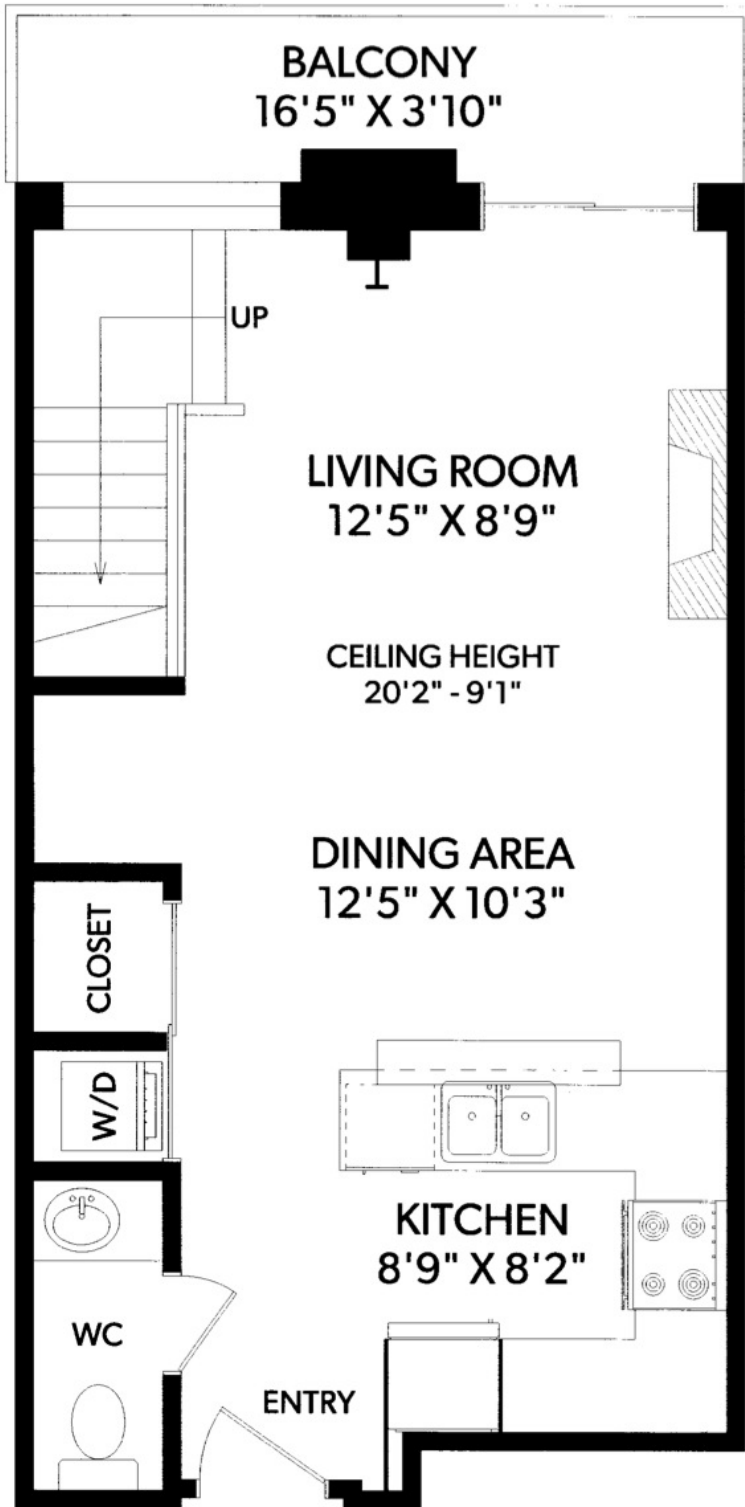 BALCONY
16'5" X 3'10"
UP
LIVING ROOM
12'5" X 8'9"
CEILING HEIGHT
20'2" - 9'1"
DINING AREA
12'5" X 10'3"
CLOSET
W/D
KITCHEN
8'9" X 8'2"
WC
ENTRY